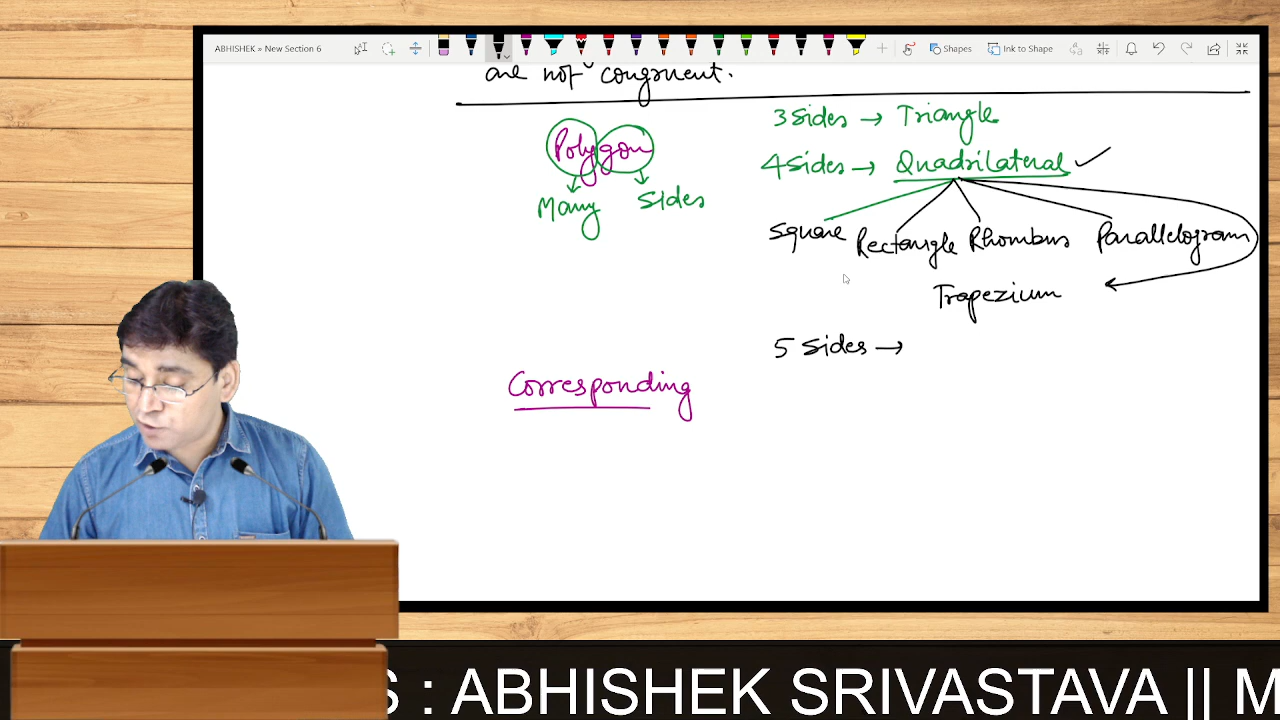 ABHISHEK » New Section 6
Shapes
Ink to Shape
are not congruent.
Polygon
Many Sides
3 Sides → Triangle
4 Sides → Quadrilateral ✓
Square Rectangle Rhombus Parallelogram
Trapezium
5 Sides →
Corresponding
S : ABHISHEK SRIVASTAVA || M